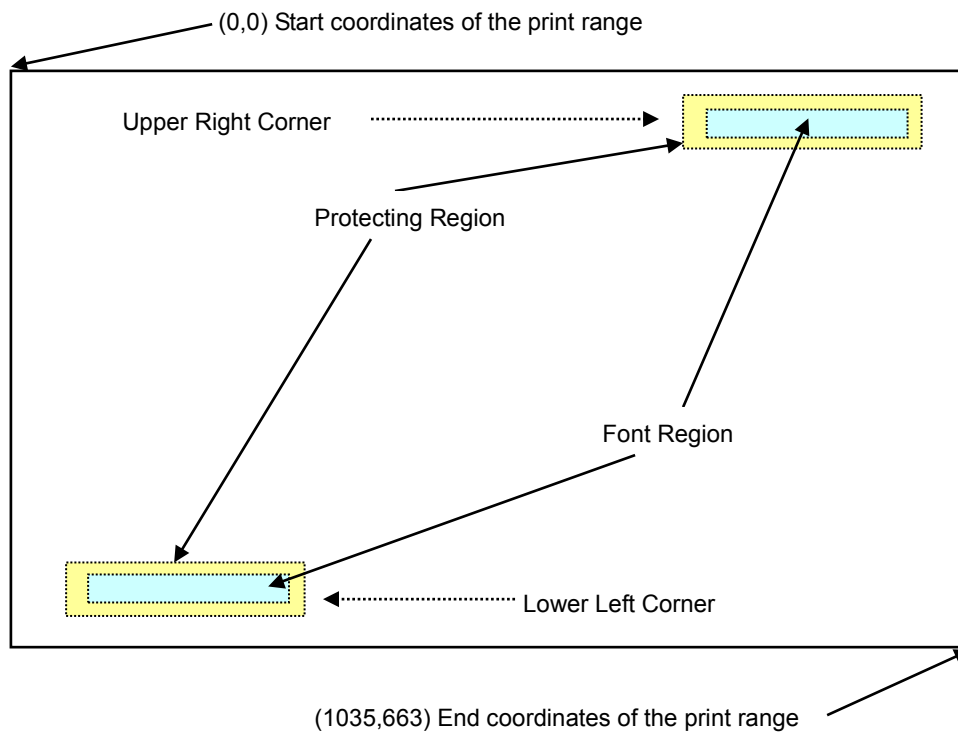 (0,0) Start coordinates of the print range
Upper Right Corner
Protecting Region
Font Region
Lower Left Corner
(1035,663) End coordinates of the print range